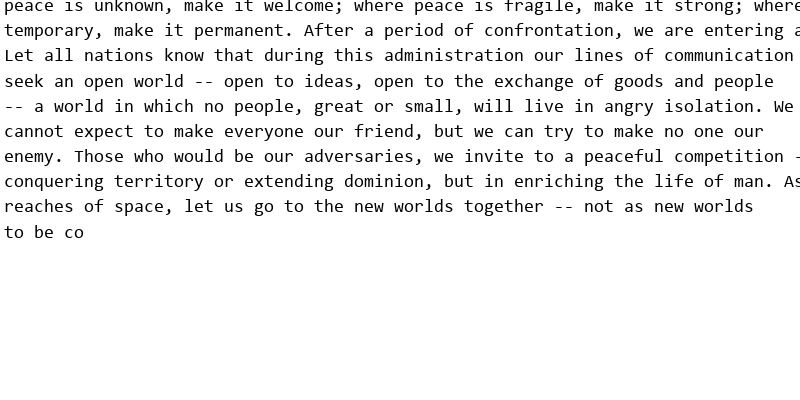 peace is unknown, make it welcome; where peace is fragile, make it strong; where
temporary, make it permanent. After a period of confrontation, we are entering
Let all nations know that during this administration our lines of communication
seek an open world -- open to ideas, open to the exchange of goods and people
-- a world in which no people, great or small, will live in angry isolation. We
cannot expect to make everyone our friend, but we can try to make no one our
enemy. Those who would be our adversaries, we invite to a peaceful competition -
conquering territory or extending dominion, but in enriching the life of man. As
reaches of space, let us go to the new worlds together -- not as new worlds
to be co